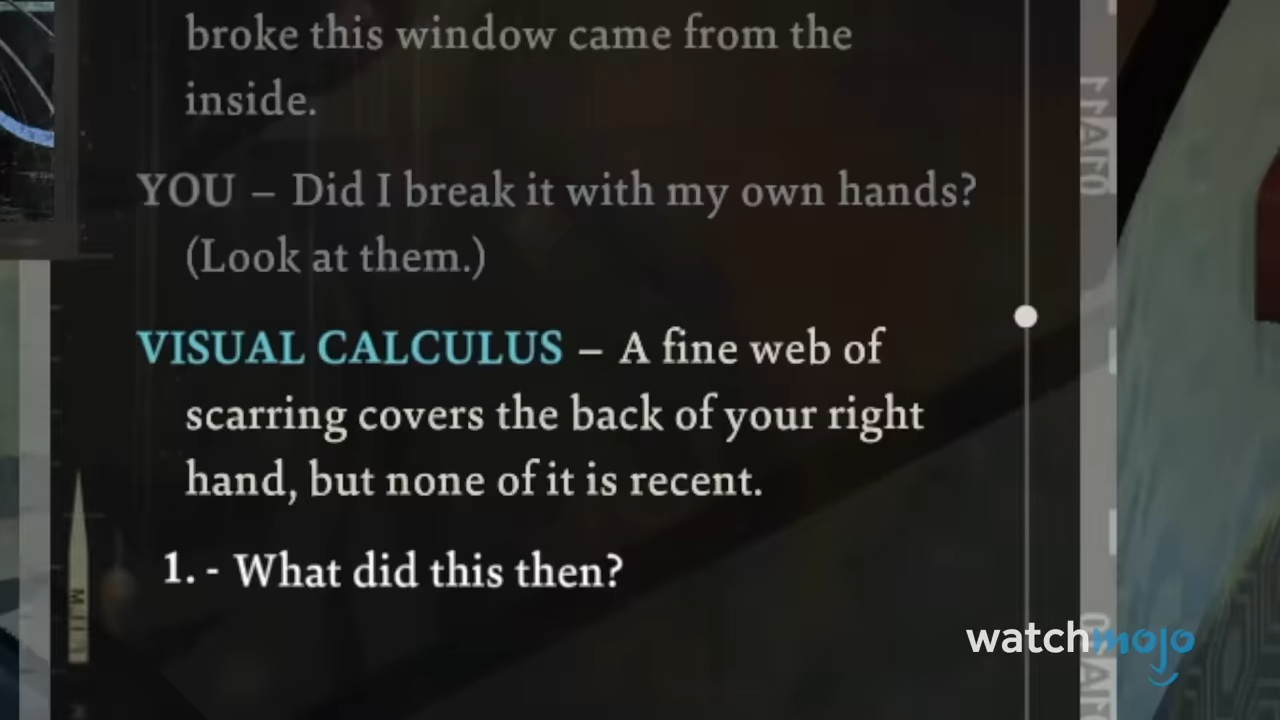 broke this window came from the
inside.
YOU – Did I break it with my own hands?
(Look at them.)
VISUAL CALCULUS – A fine web of
scarring covers the back of your right
hand, but none of it is recent.
1. - What did this then?
watchmojo